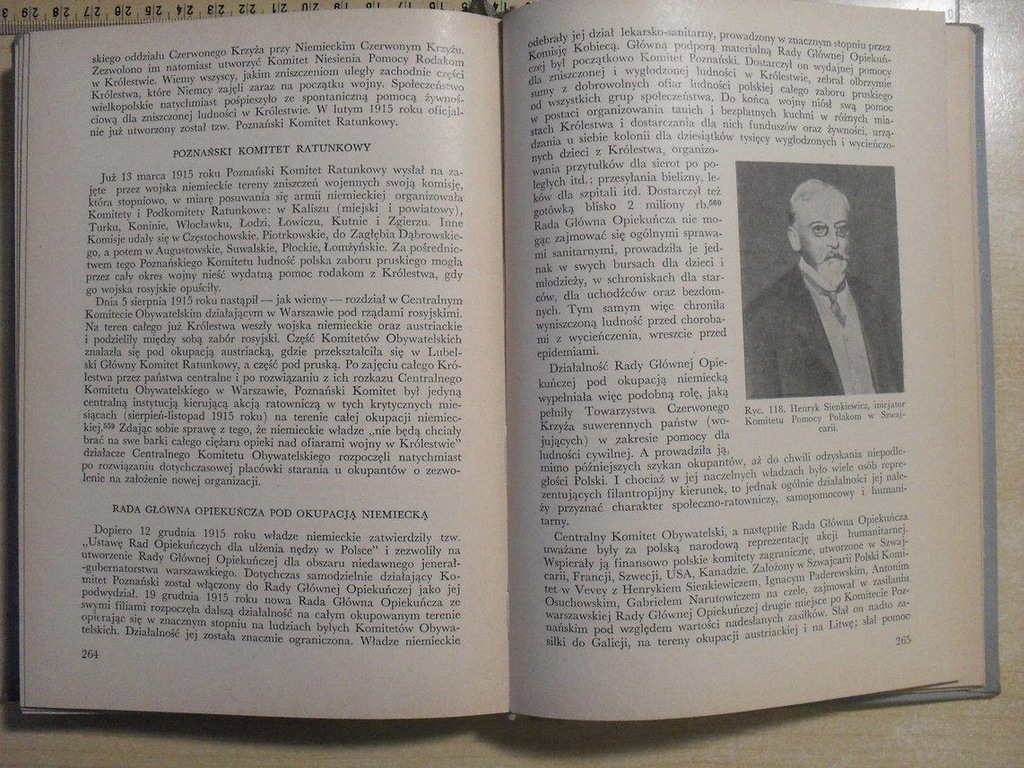 29 28 27 26 25 24 23 22 21 20 19 18 17 16
skiego oddziału Czerwonego Krzyża przy Niemieckim Czerwonym Krzyżu.
Zezwolono im natomiast utworzyć Komitet Niesienia Pomocy Rodakom
w Królestwie. Wiemy wszyscy, jakim zniszczeniom uległy zachodnie części
Królestwa, które Niemcy zajęli zaraz na początku wojny. Społeczeństwo
wielkopolskie natychmiast pośpieszyło ze spontaniczną pomocą żywnoś-
ciową dla zniszczonej ludności w Królestwie. W lutym 1915 roku oficjal-
nie już utworzony został tzw. Poznański Komitet Ratunkowy.
POZNAŃSKI KOMITET RATUNKOWY
Już 13 marca 1915 roku Poznański Komitet Ratunkowy wysłał na za-
jęte przez wojska niemieckie tereny zniszczeń wojennych swoją komisję,
która stopniowo, w miarę posuwania się armii niemieckiej organizowała
Komitety i Podkomitety Ratunkowe: w Kaliszu (miejski i powiatowy),
Turku, Koninie, Włocławku, Łodzi, Łowiczu, Kutnie i Zgierzu. Inne
Komisje udały się w Częstochowskie, Piotrkowskie, do Zagłębia Dąbrowskie-
go, a potem w Augustowskie, Suwalskie, Płockie, Łomżyńskie. Za pośrednic-
twem tego Poznańskiego Komitetu ludność polska zaboru pruskiego mogła
przez cały okres wojny nieść wydatną pomoc rodakom z Królestwa, gdy
go wojska rosyjskie opuściły.
Dnia 5 sierpnia 1915 roku nastąpił — jak wiemy — rozdział w Centralnym
Komitecie Obywatelskim działającym w Warszawie pod rządami rosyjskimi.
Na teren całego już Królestwa weszły wojska niemieckie oraz austriackie
i podzieliły między sobą zabór rosyjski. Część Komitetów Obywatelskich
znalazła się pod okupacją austriacką, gdzie przekształciła się w Lubel-
ski Główny Komitet Ratunkowy, a część pod pruską. Po zajęciu całego Kró-
lestwa przez państwa centralne i po rozwiązaniu z ich rozkazu Centralnego
Komitetu Obywatelskiego w Warszawie, Poznański Komitet był jedyną
centralną instytucją kierującą akcją ratowniczą w tych krytycznych mie-
siącach (sierpień-listopad 1915 roku) na terenie całej okupacji niemiec-
kiej.559 Zdając sobie sprawę z tego, że niemieckie władze „nie będą chciały
brać na swe barki całego ciężaru opieki nad ofiarami wojny w Królestwie”
działacze Centralnego Komitetu Obywatelskiego rozpoczęli natychmiast
po rozwiązaniu dotychczasowej placówki starania u okupantów o zezwo-
lenie na założenie nowej organizacji.
RADA GŁÓWNA OPIEKUŃCZA POD OKUPACJĄ NIEMIECKĄ
Dopiero 12 grudnia 1915 roku władze niemieckie zatwierdziły tzw.
„Ustawę Rad Opiekuńczych dla ulżenia nędzy w Polsce” i zezwoliły na
utworzenie Rady Głównej Opiekuńczej dla obszaru niedawnego jenerał-
-gubernatorstwa warszawskiego. Dotychczas samodzielnie działający Ko-
mitet Poznański został włączony do Rady Głównej Opiekuńczej jako jej
podwydział. 19 grudnia 1915 roku nowa Rada Główna Opiekuńcza ze
swymi filiami rozpoczęła dalszą działalność na całym okupowanym terenie
opierając się w znacznym stopniu na ludziach byłych Komitetów Obywa-
telskich. Działalność jej została znacznie ograniczona. Władze niemieckie
264
odebrały jej dział lekarsko-sanitarny, prowadzony w znacznym stopniu przez
Komisję Kobiecą. Główną podporą materialną Rady Głównej Opiekuń-
czej był początkowo Komitet Poznański. Dostarczył on wydajnej pomocy
dla zniszczonej i wygłodzonej ludności w Królestwie, zebrał olbrzymie
sumy z dobrowolnych ofiar ludności polskiej całego zaboru pruskiego
od wszystkich grup społeczeństwa. Do końca wojny niósł swą pomoc
w postaci organizowania tanich i bezpłatnych kuchni w różnych mia-
stach Królestwa i dostarczania dla nich funduszów oraz żywności, urzą-
dzania u siebie kolonii dla dziesiątków tysięcy wygłodzonych i wycieńczo-
nych dzieci z Królestwa, organizo-
wania przytułków dla sierot po po-
ległych itd.; przesyłania bielizny, le-
ków dla szpitali itd. Dostarczył też
gotówką blisko 2 miliony rb.560
Rada Główna Opiekuńcza nie mo-
gąc zajmować się ogólnymi sprawa-
mi sanitarnymi, prowadziła je jed-
nak w swych bursach dla dzieci i
młodzieży, w schroniskach dla star-
ców, dla uchodźców oraz bezdom-
nych. Tym samym więc chroniła
wyniszczoną ludność przed choroba-
mi z wycieńczenia, wreszcie przed
epidemiami.
Działalność Rady Głównej Opie-
kuńczej pod okupacją niemiecką
wypełniała więc podobną rolę, jaką
pełniły Towarzystwa Czerwonego
Krzyża suwerennych państw (wo-
jujących) w zakresie pomocy dla
ludności cywilnej. A prowadziła ją,
mimo późniejszych szykan okupantów, aż do chwili odzyskania niepodle-
głości Polski. I chociaż w jej naczelnych władzach było wiele osób repre-
zentujących filantropijny kierunek, to jednak ogólnie działalności jej nale-
ży przyznać charakter społeczno-ratowniczy, samopomocowy i humani-
tarny.
Ryc. 118. Henryk Sienkiewicz, inicjator
Komitetu Pomocy Polakom w Szwaj-
carii.
Centralny Komitet Obywatelski, a następnie Rada Główna Opiekuńcza
uważane były za polską narodową reprezentację akcji humanitarnej.
Wspierały ją finansowo polskie komitety zagraniczne, utworzone w Szwaj-
carii, Francji, Szwecji, USA, Kanadzie. Założony w Szwajcarii Polski Komi-
tet w Vevey z Henrykiem Sienkiewiczem, Ignacym Paderewskim, Antonim
Osuchowskim, Gabrielem Narutowiczem na czele, zajmował w zasilaniu
warszawskiej Rady Głównej Opiekuńczej drugie miejsce po Komitecie Poz-
nańskim pod względem wartości nadesłanych zasiłków. Słał on nadto za-
siłki do Galicji, na tereny okupacji austriackiej i na Litwę; słał pomoc
265